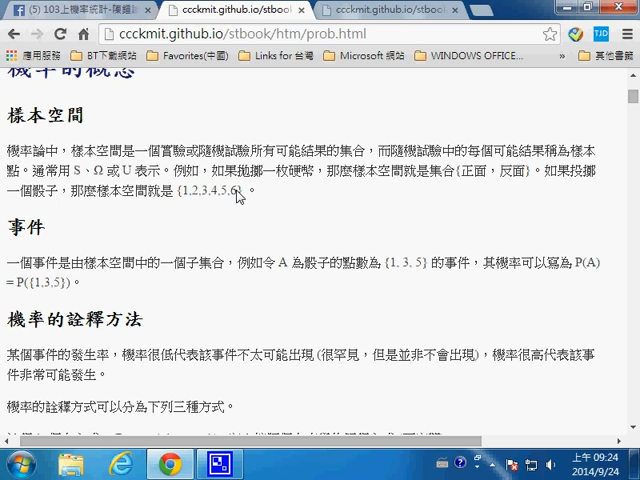 (5) 103上機率統計-陳鍾誠
ccckmit.github.io/stbook
ccckmit.github.io/stbook
ccckmit.github.io/stbook/htm/prob.html
應用服務 BT下載網站 Favorites(中國) Links for 台灣 Microsoft 網站 WINDOWS OFFICE... » 其他書籤
機率的概念
樣本空間
機率論中，樣本空間是一個實驗或隨機試驗所有可能結果的集合，而隨機試驗中的每個可能結果稱為樣本
點。通常用 S、Ω 或 U 表示。例如，如果拋擲一枚硬幣，那麼樣本空間就是集合{正面，反面}。如果投擲
一個骰子，那麼樣本空間就是 {1,2,3,4,5,6}。
事件
一個事件是由樣本空間中的一個子集合，例如令 A 為骰子的點數為 {1, 3, 5} 的事件，其機率可以寫為 P(A)
= P({1,3,5})。
機率的詮釋方法
某個事件的發生率，機率很低代表該事件不太可能出現 (很罕見，但是並非不會出現)，機率很高代表該事
件非常可能發生。
機率的詮釋方式可以分為下列三種方式。
上午 09:24
2014/9/24